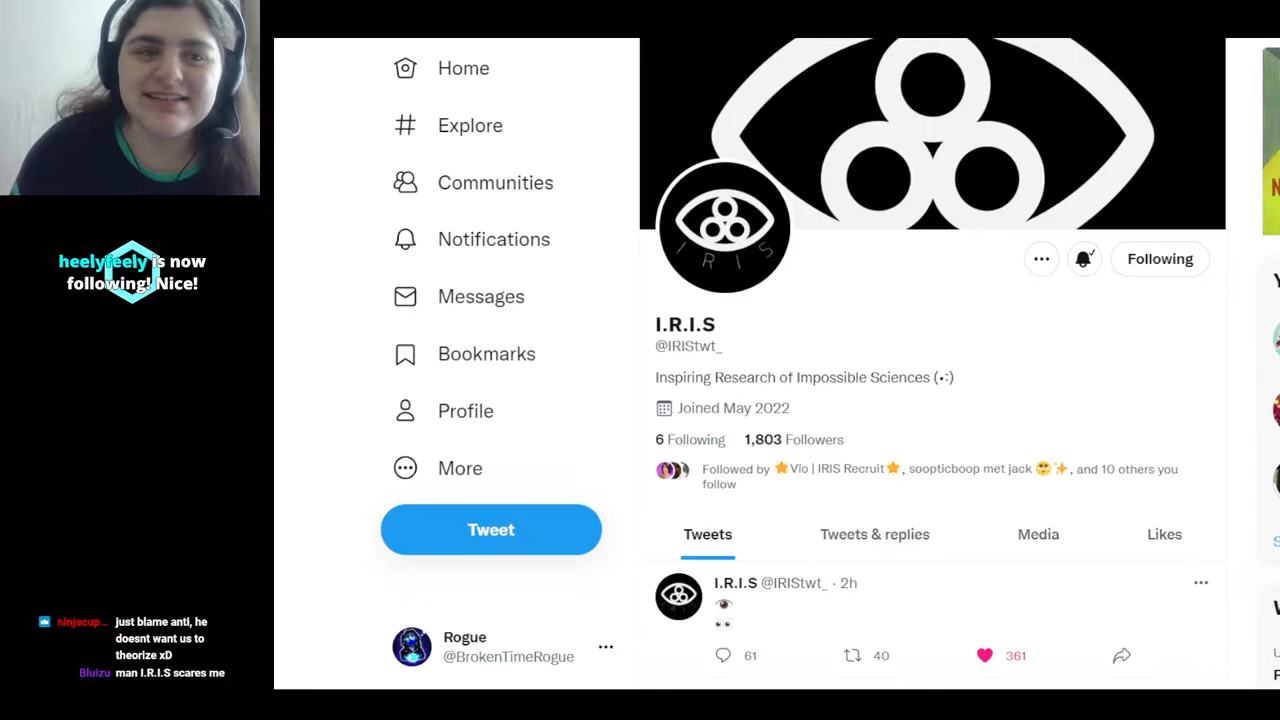 heelyfeely is now
following! Nice!
ninjacup... just blame anti, he
doesnt want us to
theorize xD
Bluizu man I.R.I.S scares me
Home
Explore
Communities
Notifications
Messages
Bookmarks
Profile
More
Tweet
Rogue
@BrokenTimeRogue
IRIS
Following
I.R.I.S
@IRIStwt_
Inspiring Research of Impossible Sciences (•:)
Joined May 2022
6 Following 1,803 Followers
Followed by ⭐Vio | IRIS Recruit⭐, soopticboop met jack 🥺✨, and 10 others you
follow
Tweets Tweets & replies Media Likes
I.R.I.S @IRIStwt_ · 2h
61 40 361